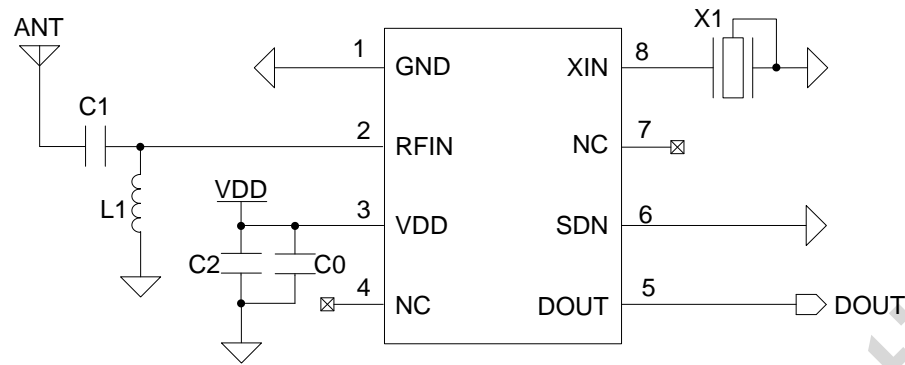 ANT
X1
1
GND
XIN
8
C1
2
RFIN
NC
7
L1
VDD
3
VDD
SDN
6
C2
C0
4
NC
DOUT
5
DOUT